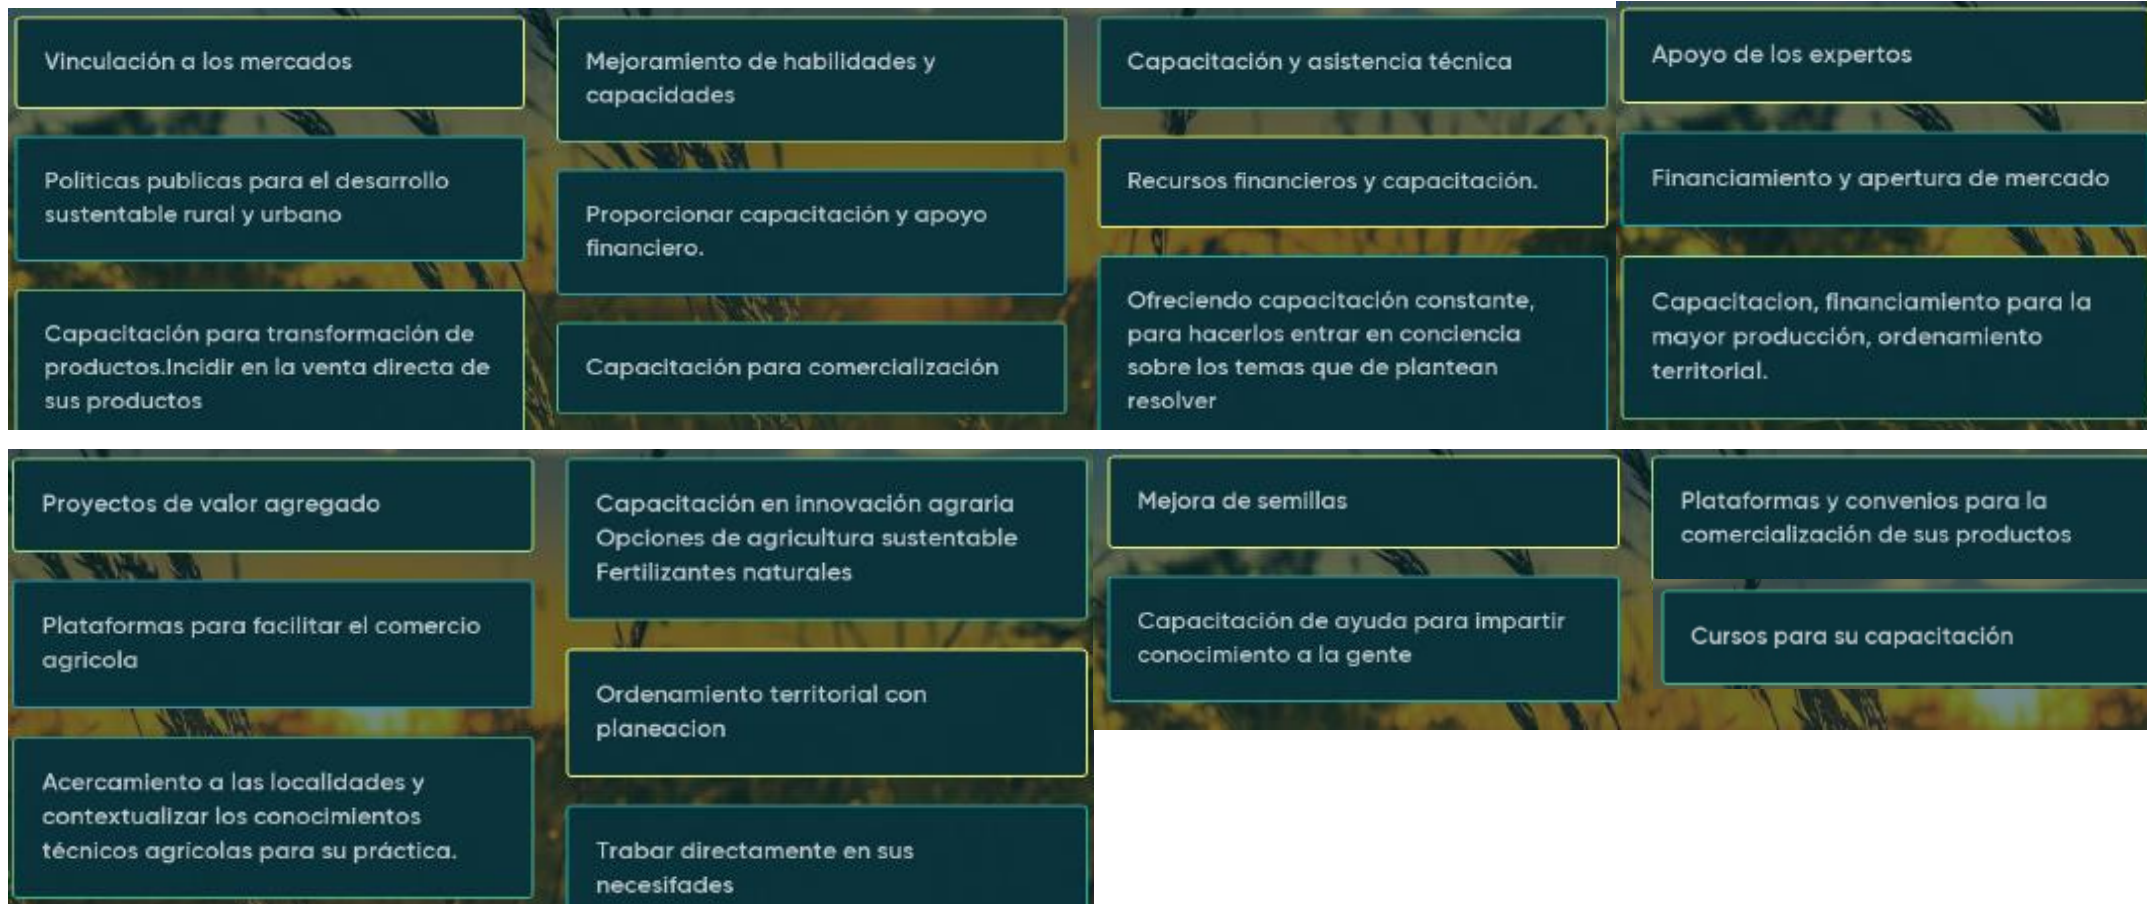 Vinculación a los mercados
Politicas publicas para el desarrollo
sustentable rural y urbano
Capacitación para transformación de
productos.Incidir en la venta directa de
sus productos
Mejoramiento de habilidades y
capacidades
Proporcionar capacitación y apoyo
financiero.
Capacitación para comercialización
Capacitación y asistencia técnica
Recursos financieros y capacitación.
Ofreciendo capacitación constante,
para hacerlos entrar en conciencia
sobre los temas que de plantean
resolver
Apoyo de los expertos
Financiamiento y apertura de mercado
Capacitacion, financiamiento para la
mayor producción, ordenamiento
territorial.
Proyectos de valor agregado
Plataformas para facilitar el comercio
agricola
Acercamiento a las localidades y
contextualizar los conocimientos
técnicos agrícolas para su práctica.
Capacitación en innovación agraria
Opciones de agricultura sustentable
Fertilizantes naturales
Ordenamiento territorial con
planeacion
Trabar directamente en sus
necesifades
Mejora de semillas
Capacitación de ayuda para impartir
conocimiento a la gente
Plataformas y convenios para la
comercialización de sus productos
Cursos para su capacitación